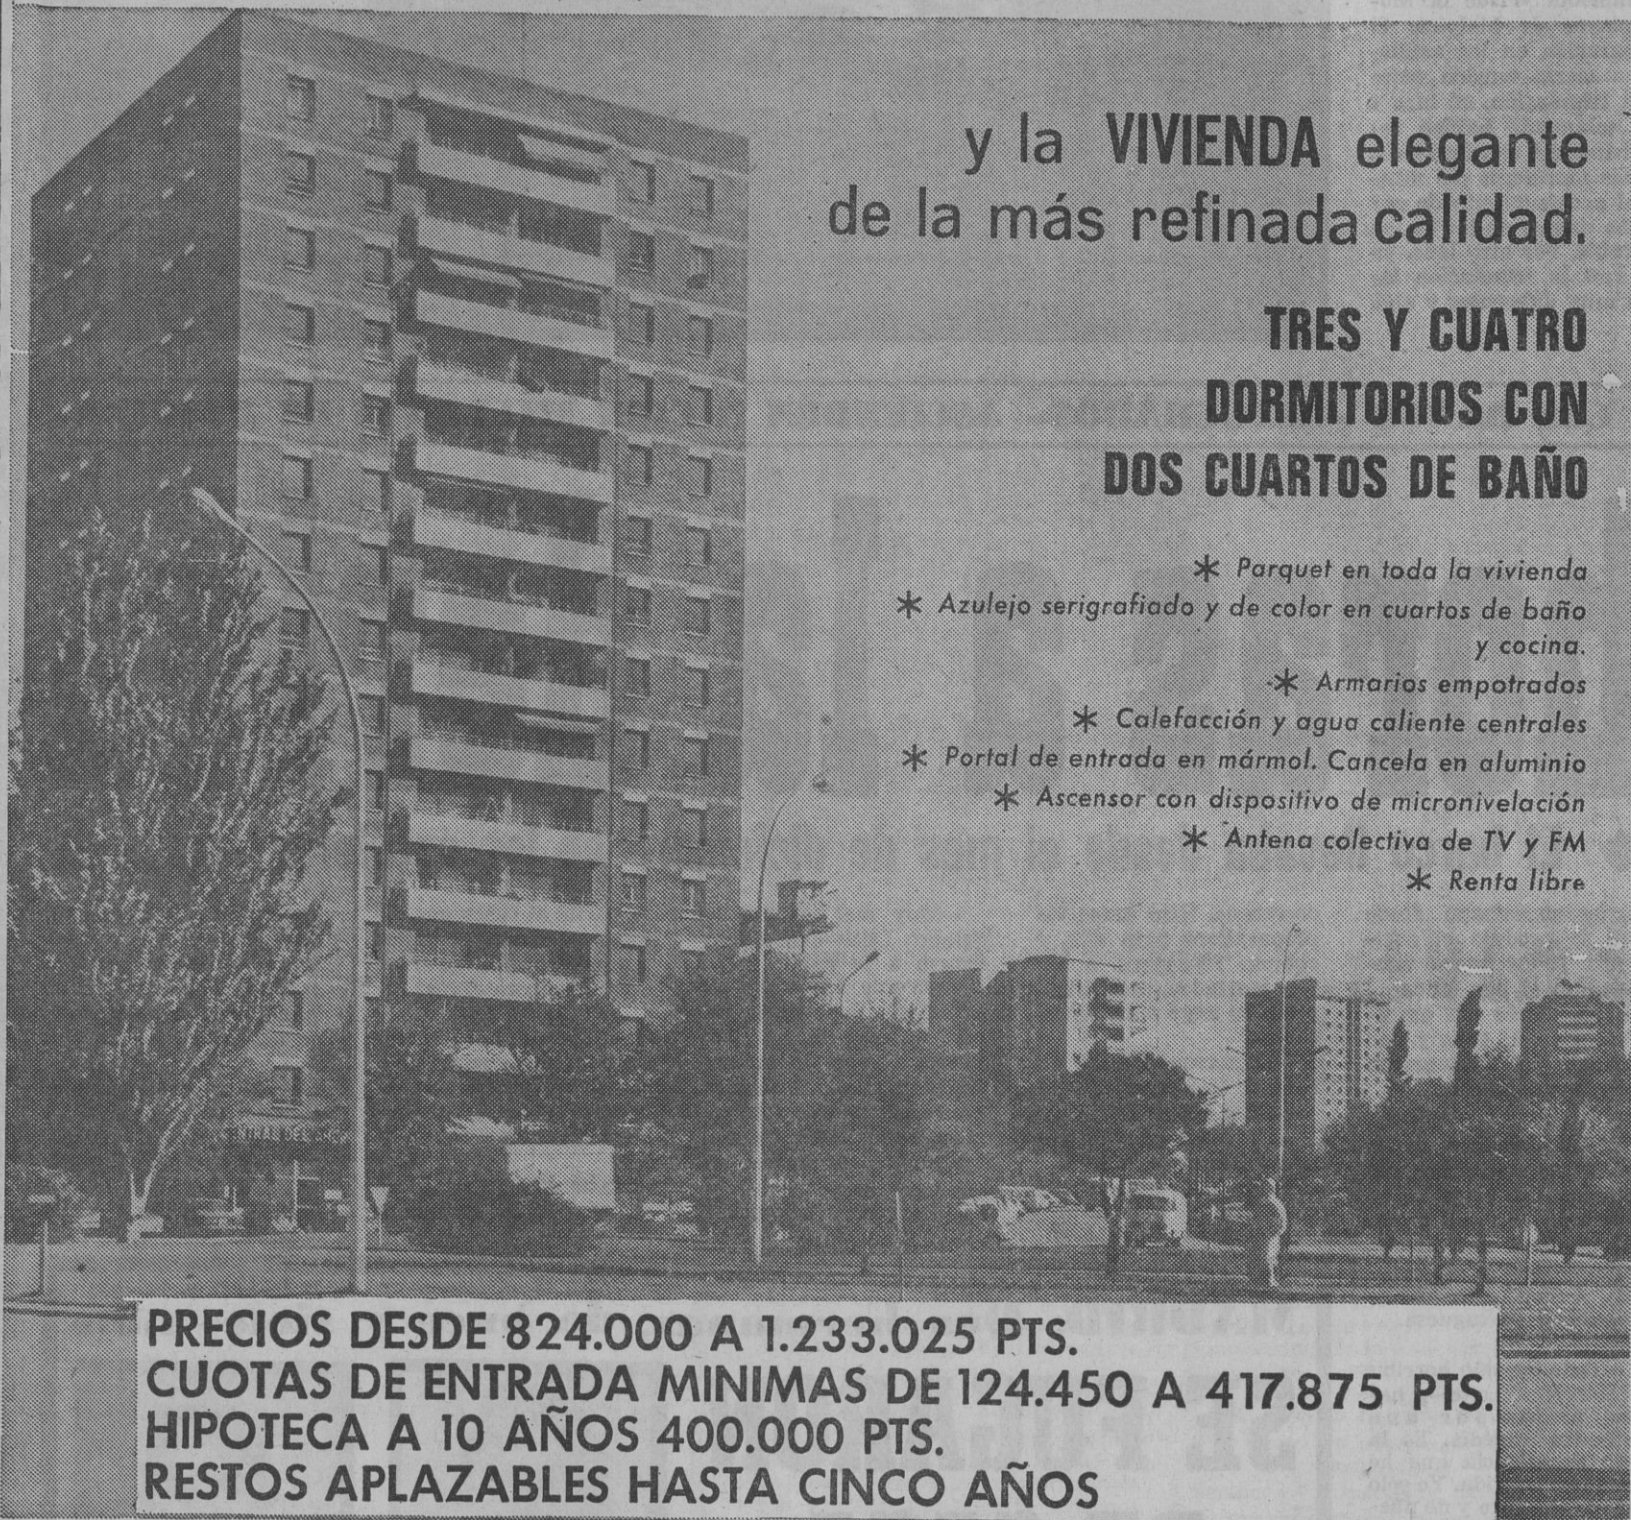 y la VIVIENDA elegante
de la más refinada calidad.
TRES Y CUATRO
DORMITORIOS CON
DOS CUARTOS DE BAÑO
* Parquet en toda la vivienda
* Azulejo serigrafiado y de color en cuartos de baño
y cocina.
* Armarios empotrados
* Calefacción y agua caliente centrales
* Portal de entrada en mármol. Cancela en aluminio
* Ascensor con dispositivo de micronivelación
* Antena colectiva de TV y FM
* Renta libre
PRECIOS DESDE 824.000 A 1.233.025 PTS.
CUOTAS DE ENTRADA MINIMAS DE 124.450 A 417.875 PTS.
HIPOTECA A 10 AÑOS 400.000 PTS.
RESTOS APLAZABLES HASTA CINCO AÑOS